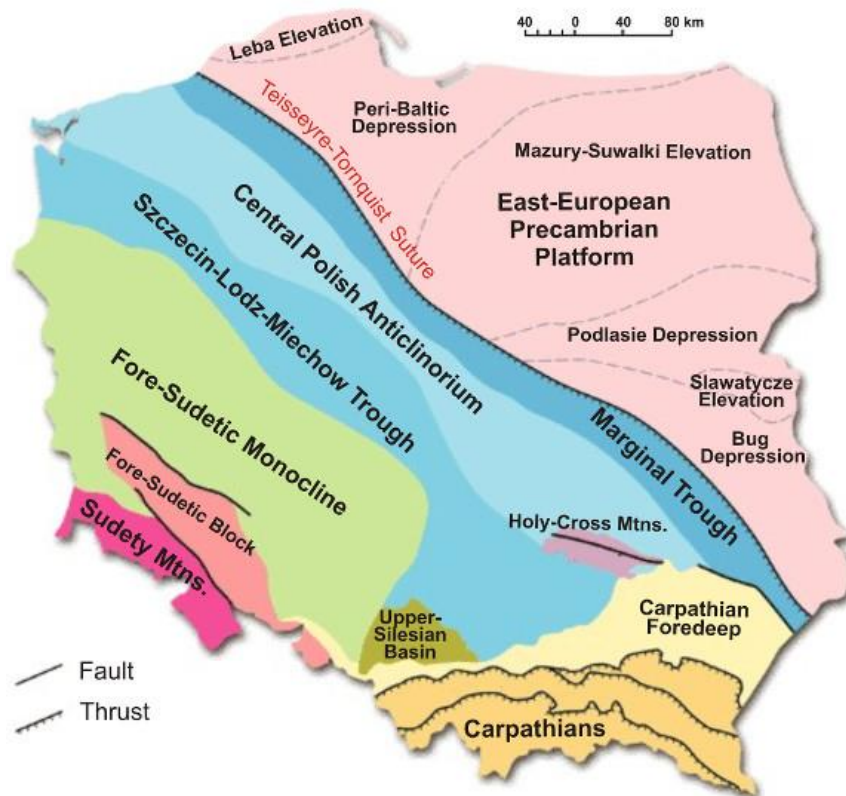 40 0 40 80 km
Leba Elevation
Teisseyre-Tornquist Suture
Peri-Baltic
Depression
Mazury-Suwalki Elevation
East-European
Precambrian
Platform
Central Polish Anticlinorium
Szczecin-Lodz-Miechow Trough
Podlasie Depression
Slawatycze
Elevation
Marginal Trough
Bug
Depression
Fore-Sudetic Monocline
Fore-Sudetic Block
Sudety Mtns.
Holy-Cross Mtns.
Upper-
Silesian
Basin
Carpathian
Foredeep
Carpathians
Fault
Thrust